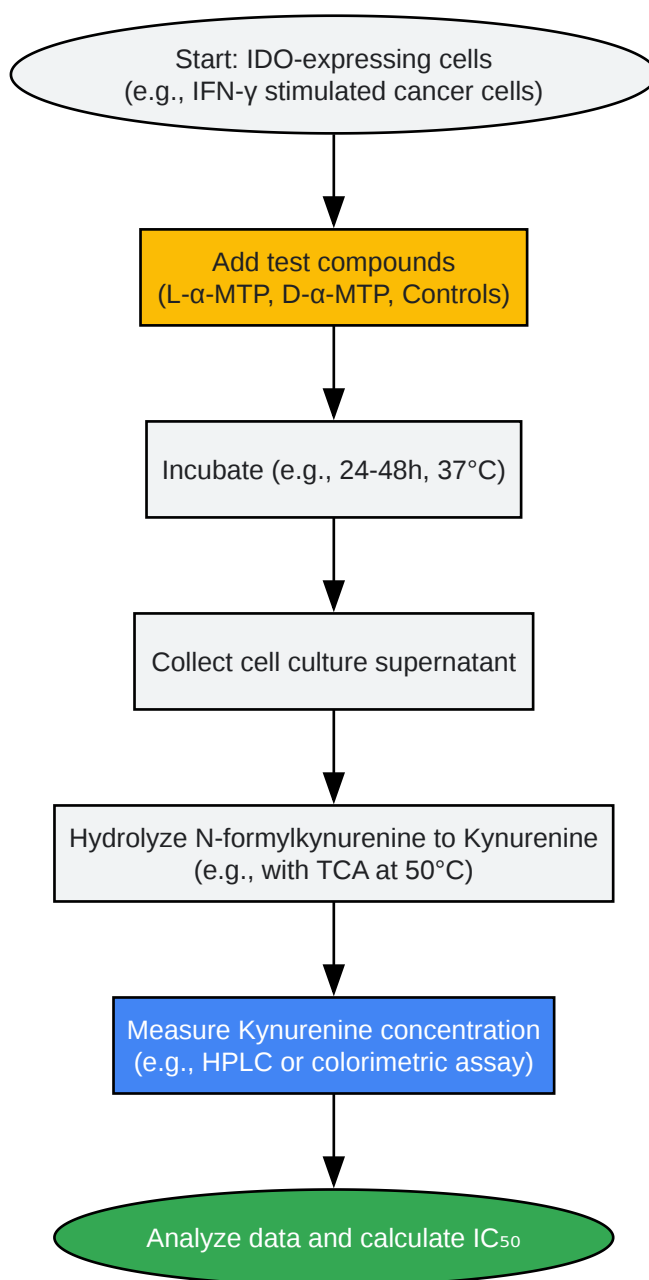 Start: IDO-expressing cells
(e.g., IFN-γ stimulated cancer cells)
Add test compounds
(L-α-MTP, D-α-MTP, Controls)
Incubate (e.g., 24-48h, 37°C)
Collect cell culture supernatant
Hydrolyze N-formylkynurenine to Kynurenine
(e.g., with TCA at 50°C)
Measure Kynurenine concentration
(e.g., HPLC or colorimetric assay)
Analyze data and calculate IC₅₀